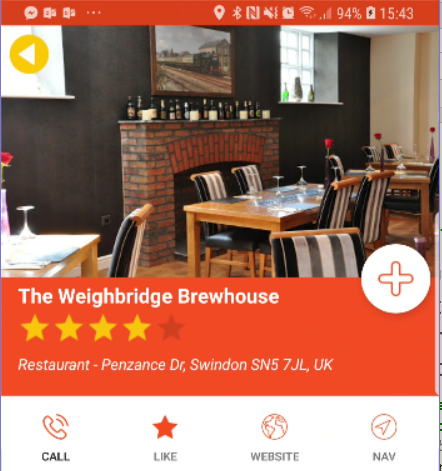 94% 15:43
The Weighbridge Brewhouse
Restaurant - Penzance Dr, Swindon SN5 7JL, UK
CALL LIKE WEBSITE NAV